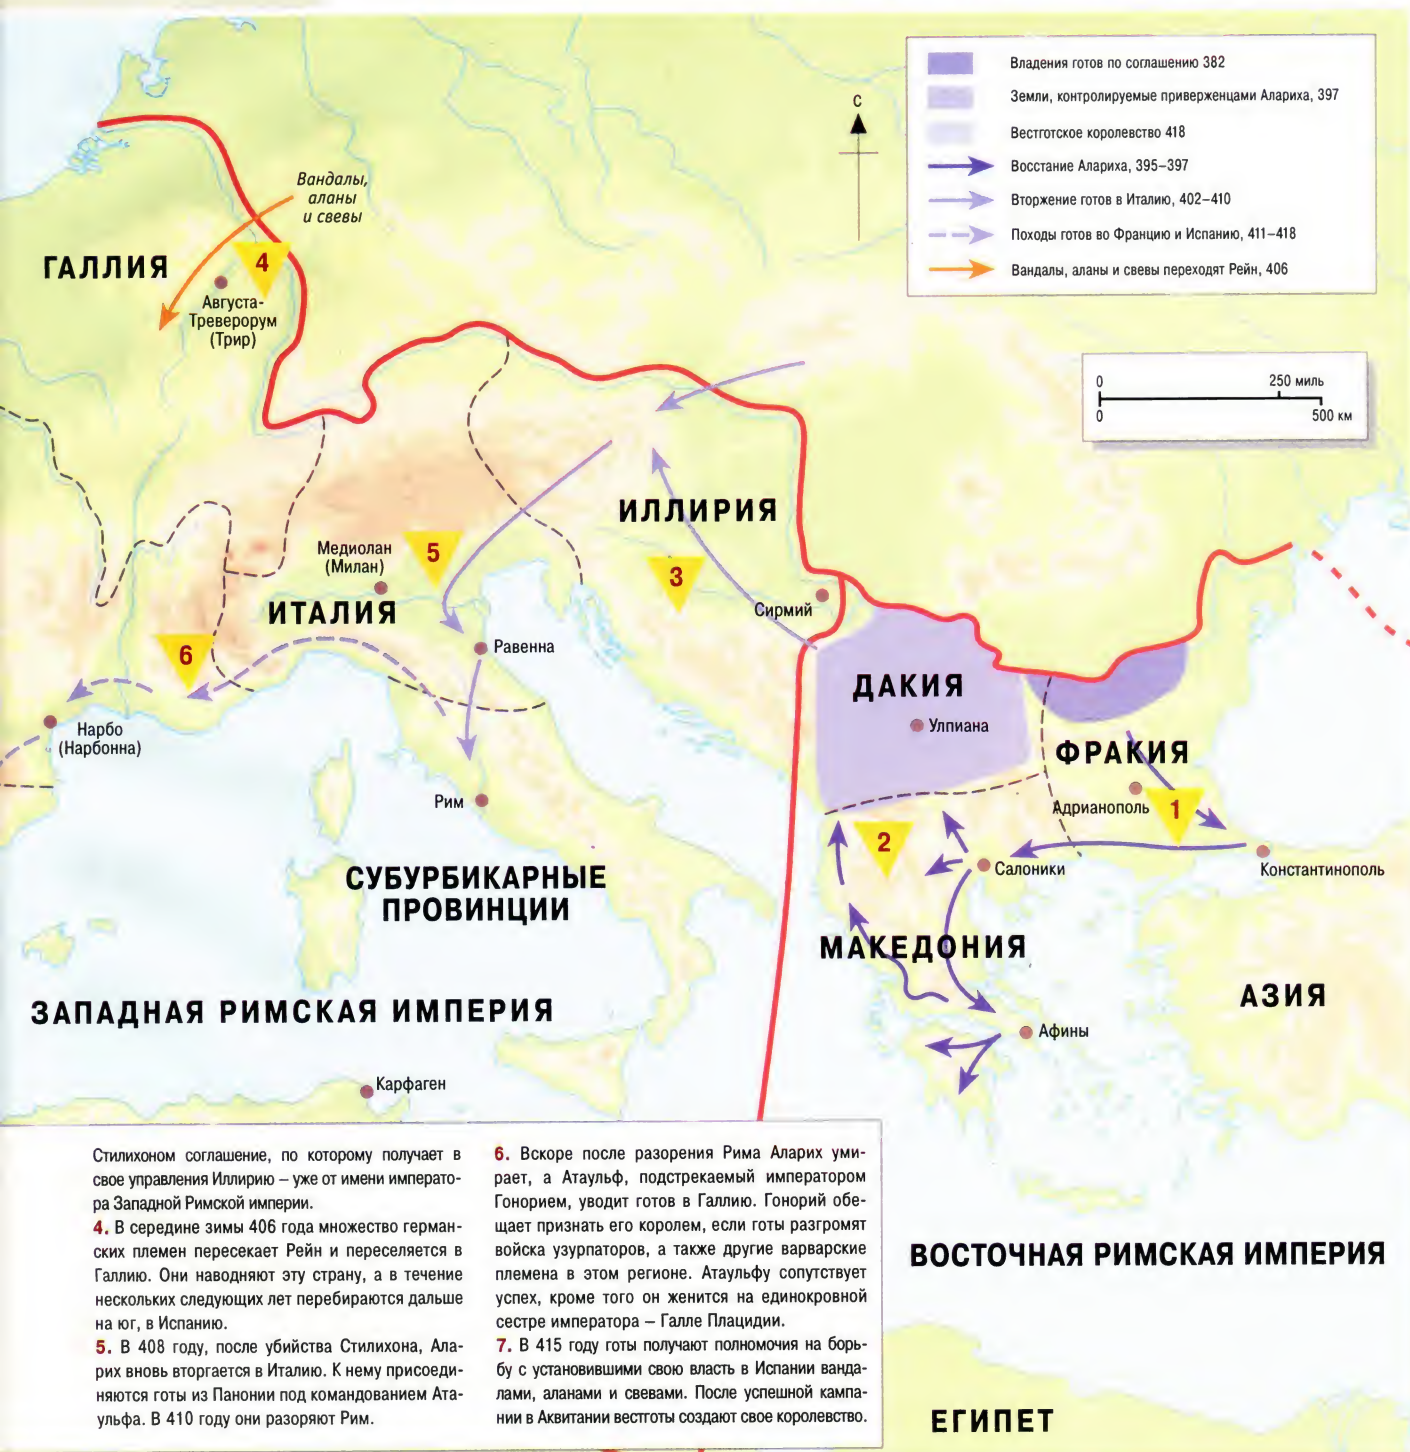 Владения готов по соглашению 382
Земли, контролируемые приверженцами Алариха, 397
Вестготское королевство 418
Восстание Алариха, 395–397
Вторжение готов в Италию, 402–410
Походы готов во Францию и Испанию, 411–418
Вандалы, аланы и свевы переходят Рейн, 406
С
0
250 миль
0
500 км
Вандалы,
аланы
и свевы
ГАЛЛИЯ
4
Августа-
Треверорум
(Трир)
ИЛЛИРИЯ
Медиолан
(Милан)
5
3
ИТАЛИЯ
Сирмий
6
Равенна
ДАКИЯ
Улпиана
Нарбо
(Нарбонна)
ФРАКИЯ
Рим
Адрианополь
1
2
Салоники
Константинополь
СУБУРБИКАРНЫЕ
ПРОВИНЦИИ
МАКЕДОНИЯ
АЗИЯ
ЗАПАДНАЯ РИМСКАЯ ИМПЕРИЯ
Афины
Карфаген
Стилихоном соглашение, по которому получает в
свое управления Иллирию – уже от имени императо-
ра Западной Римской империи.
4. В середине зимы 406 года множество герман-
ских племен пересекает Рейн и переселяется в
Галлию. Они наводняют эту страну, а в течение
нескольких следующих лет перебираются дальше
на юг, в Испанию.
5. В 408 году, после убийства Стилихона, Ала-
рих вновь вторгается в Италию. К нему присоеди-
няются готы из Панонии под командованием Ата-
ульфа. В 410 году они разоряют Рим.
6. Вскоре после разорения Рима Аларих уми-
рает, а Атаульф, подстрекаемый императором
Гонорием, уводит готов в Галлию. Гонорий обе-
щает признать его королем, если готы разгромят
войска узурпаторов, а также другие варварские
племена в этом регионе. Атаульфу сопутствует
успех, кроме того он женится на единокровной
сестре императора – Галле Плацидии.
7. В 415 году готы получают полномочия на борь-
бу с установившими свою власть в Испании ванда-
лами, аланами и свевами. После успешной кампа-
нии в Аквитании вестготы создают свое королевство.
ВОСТОЧНАЯ РИМСКАЯ ИМПЕРИЯ
ЕГИПЕТ